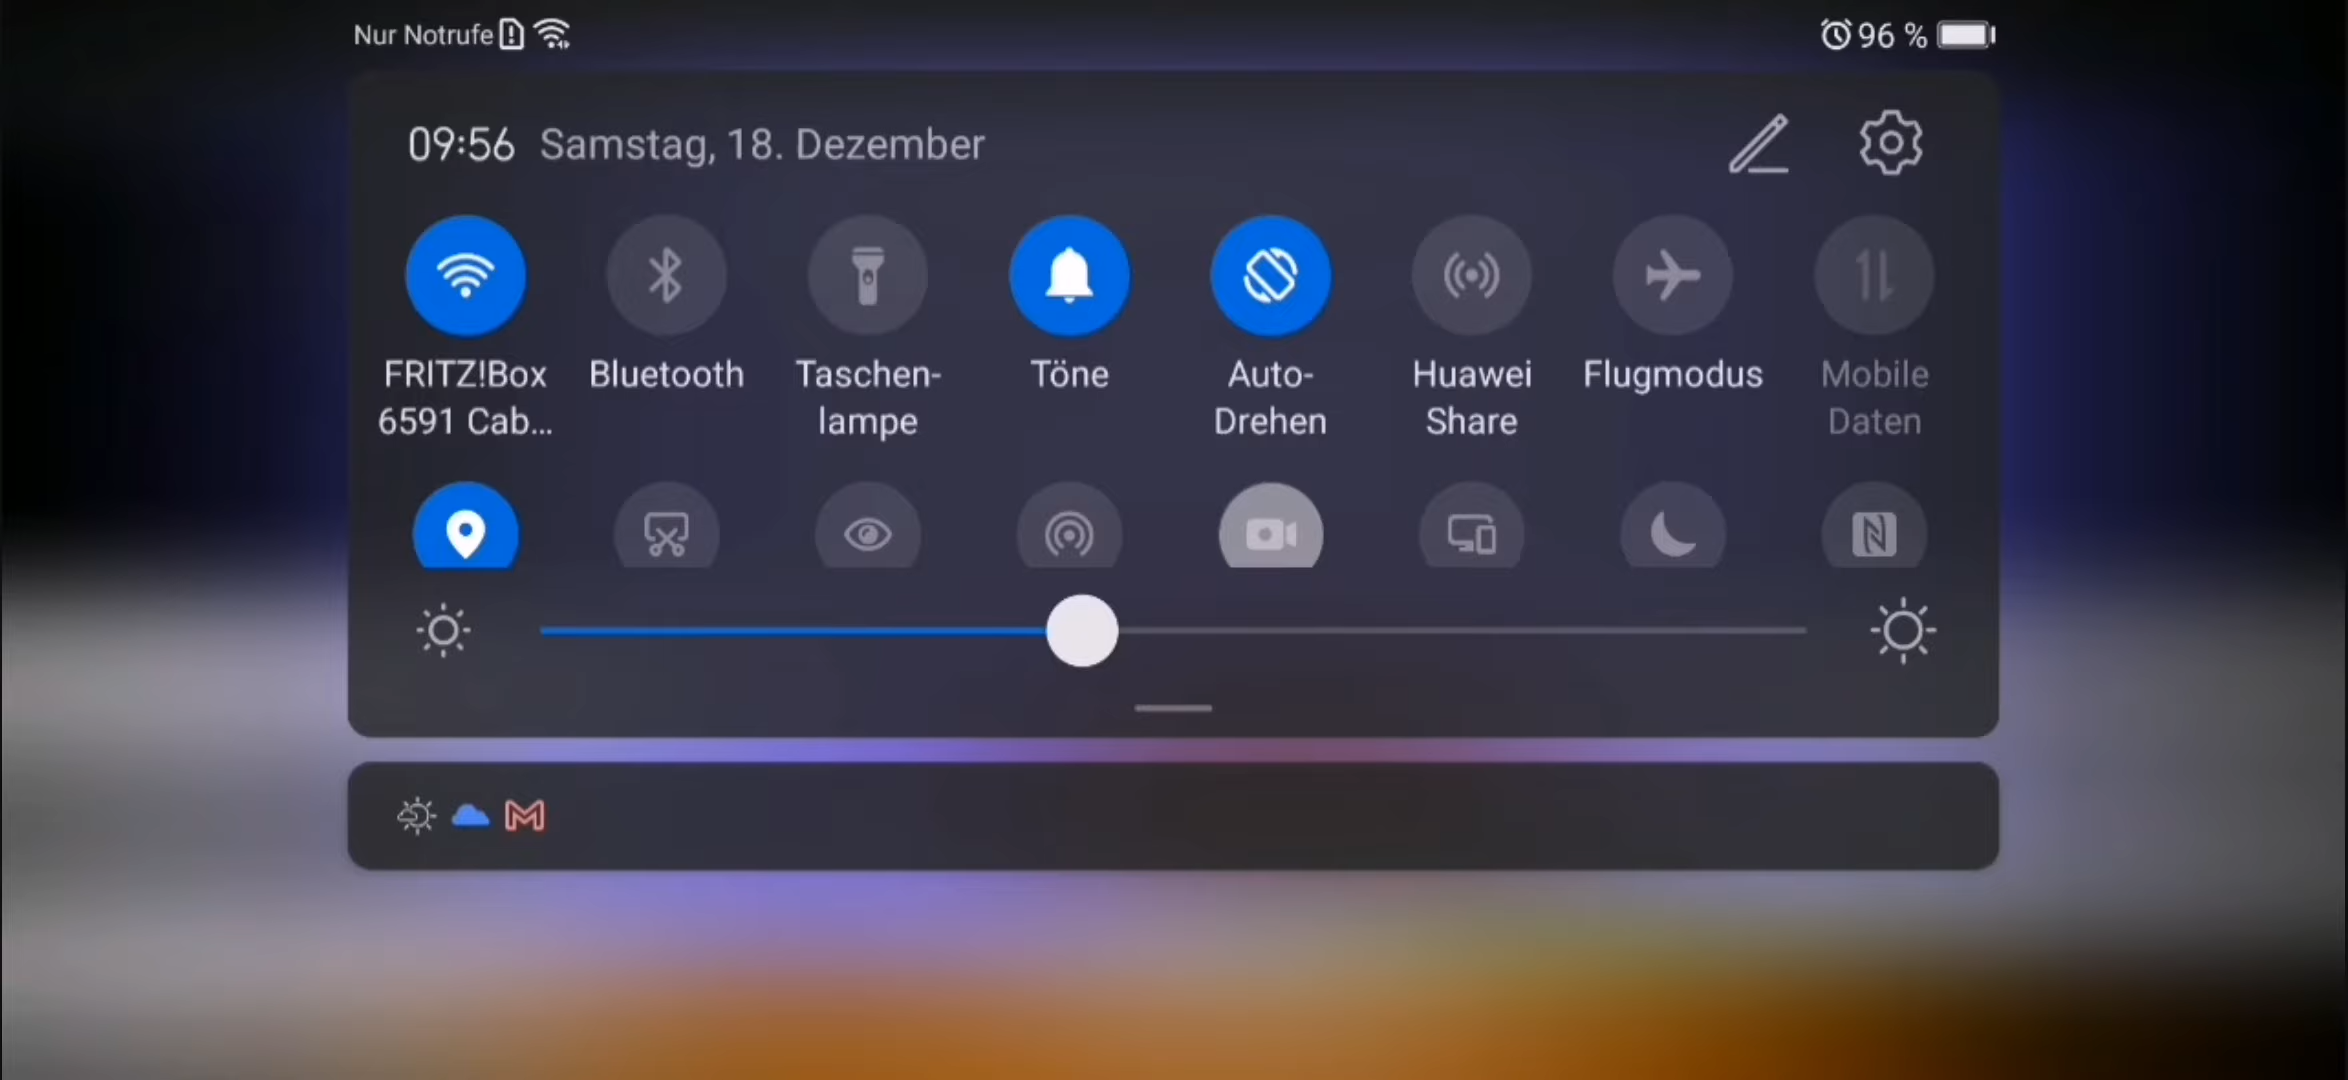 Nur Notrufe
96 %
09:56 Samstag, 18. Dezember
FRITZ!Box
6591 Cab...
Bluetooth
Taschen-
lampe
Töne
Auto-
Drehen
Huawei
Share
Flugmodus
Mobile
Daten